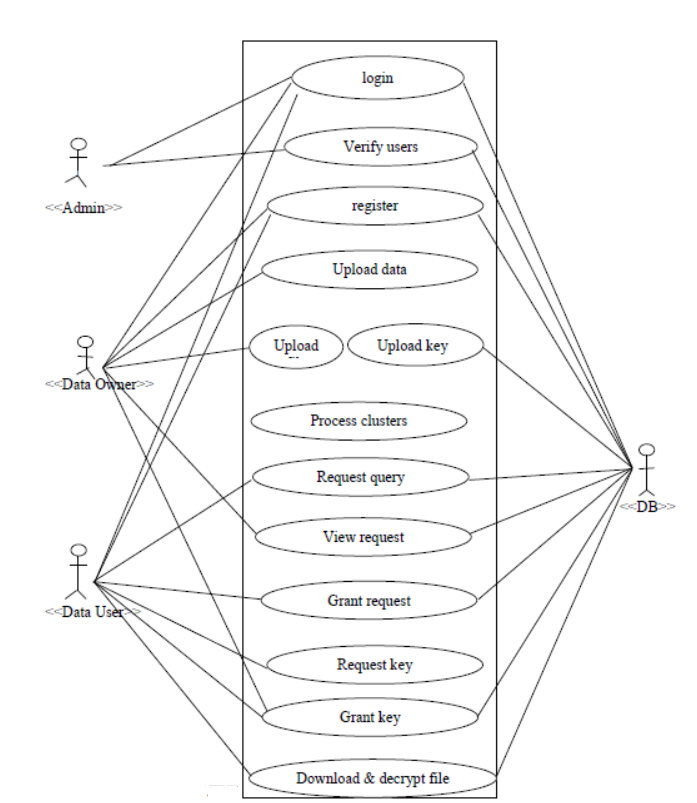 login
Verify users
<<Admin>>
register
Upload data
Upload
Upload key
<<Data Owner>>
Process clusters
Request query
<<DB>>
View request
Grant request
<<Data User>>
Request key
Grant key
Download & decrypt file